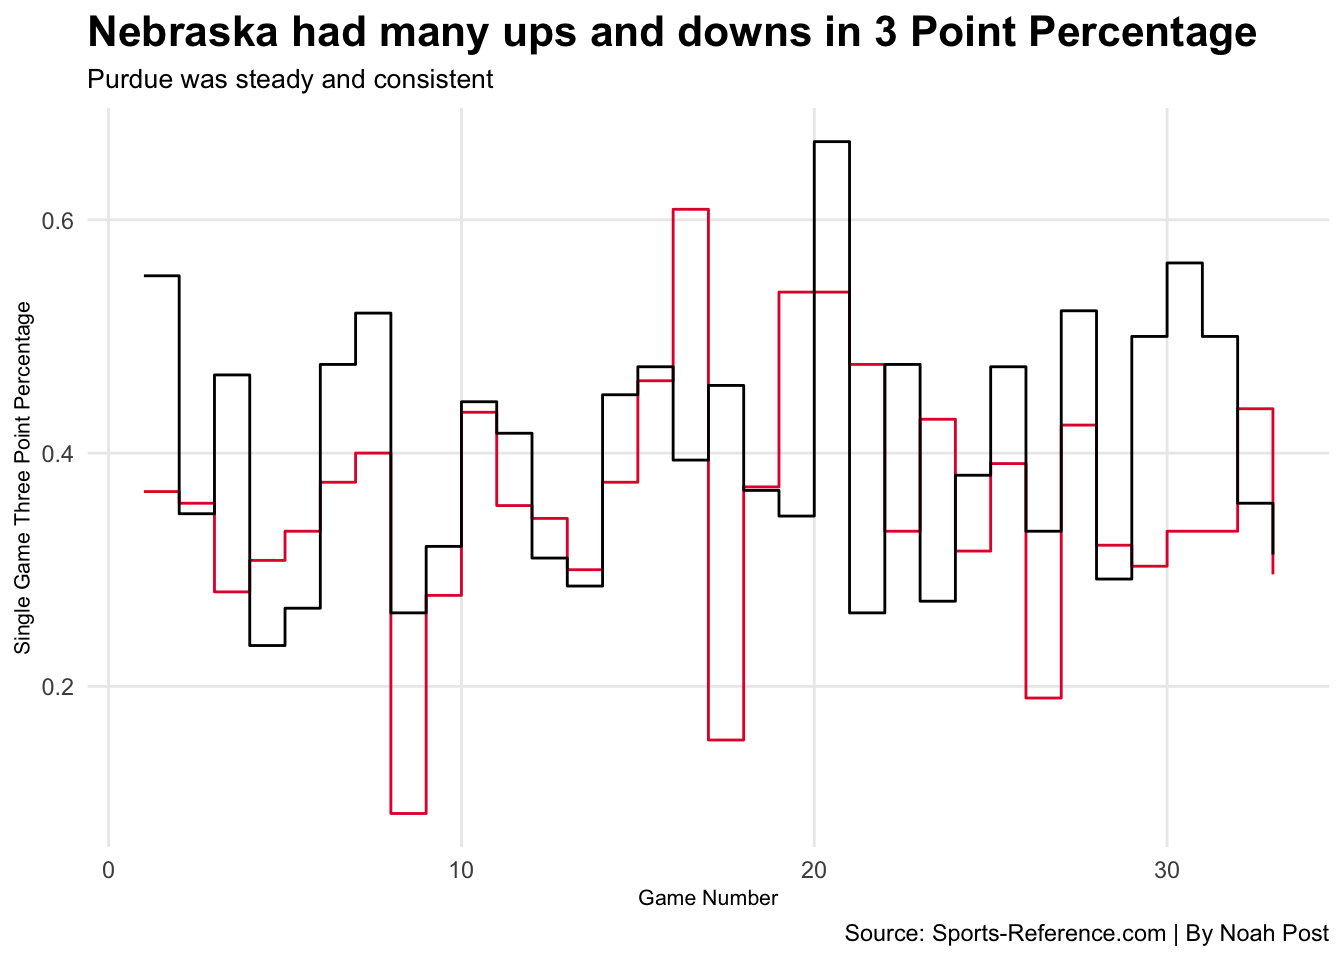 Nebraska had many ups and downs in 3 Point Percentage
Purdue was steady and consistent
Single Game Three Point Percentage
0.6
0.4
0.2
0
10
20
30
Game Number
Source: Sports-Reference.com | By Noah Post